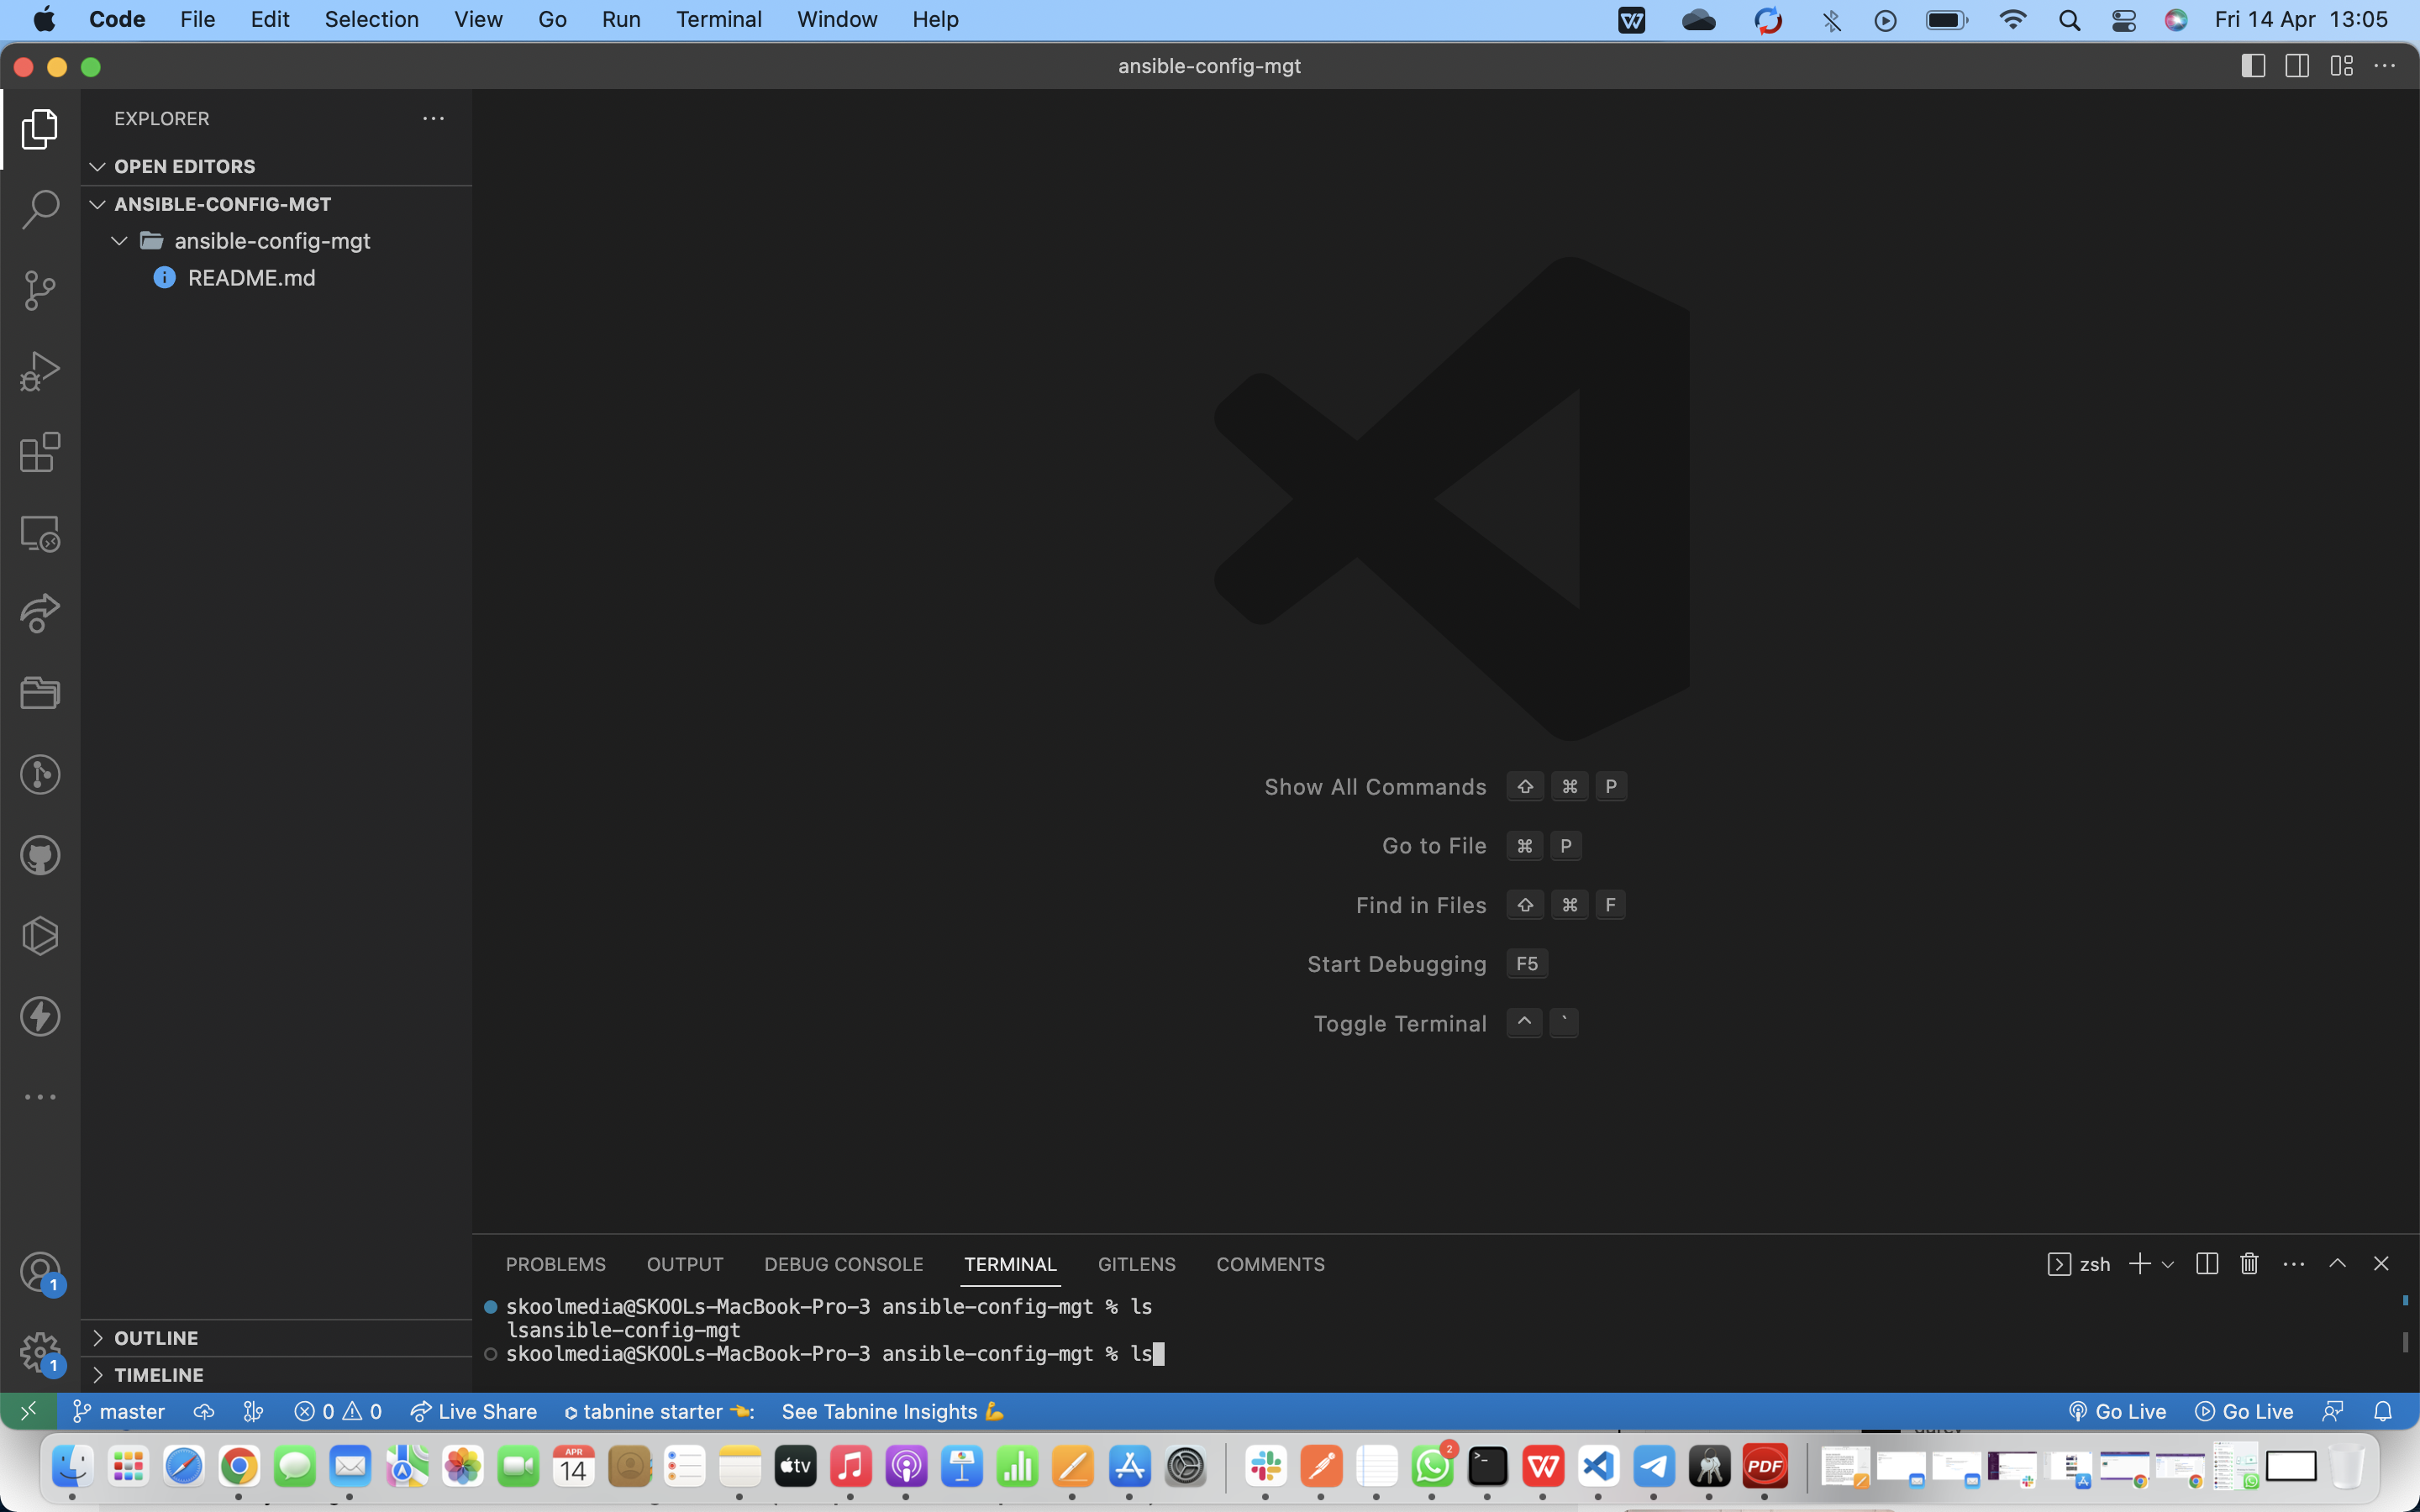 Code File Edit Selection View Go Run Terminal Window Help Fri 14 Apr 13:05
ansible-config-mgt
EXPLORER
OPEN EDITORS
ANSIBLE-CONFIG-MGT
ansible-config-mgt
README.md
Show All Commands ⇧ ⌘ P
Go to File ⌘ P
Find in Files ⇧ ⌘ F
Start Debugging F5
Toggle Terminal ^ `
PROBLEMS OUTPUT DEBUG CONSOLE TERMINAL GITLENS COMMENTS zsh
skoolmedia@SKOOLs-MacBook-Pro-3 ansible-config-mgt % ls
lsansible-config-mgt
skoolmedia@SKOOLs-MacBook-Pro-3 ansible-config-mgt % ls
1
1
OUTLINE
TIMELINE
master 0 0 Live Share tabnine starter See Tabnine Insights Go Live Go Live
APR
14
tv
2
PDF